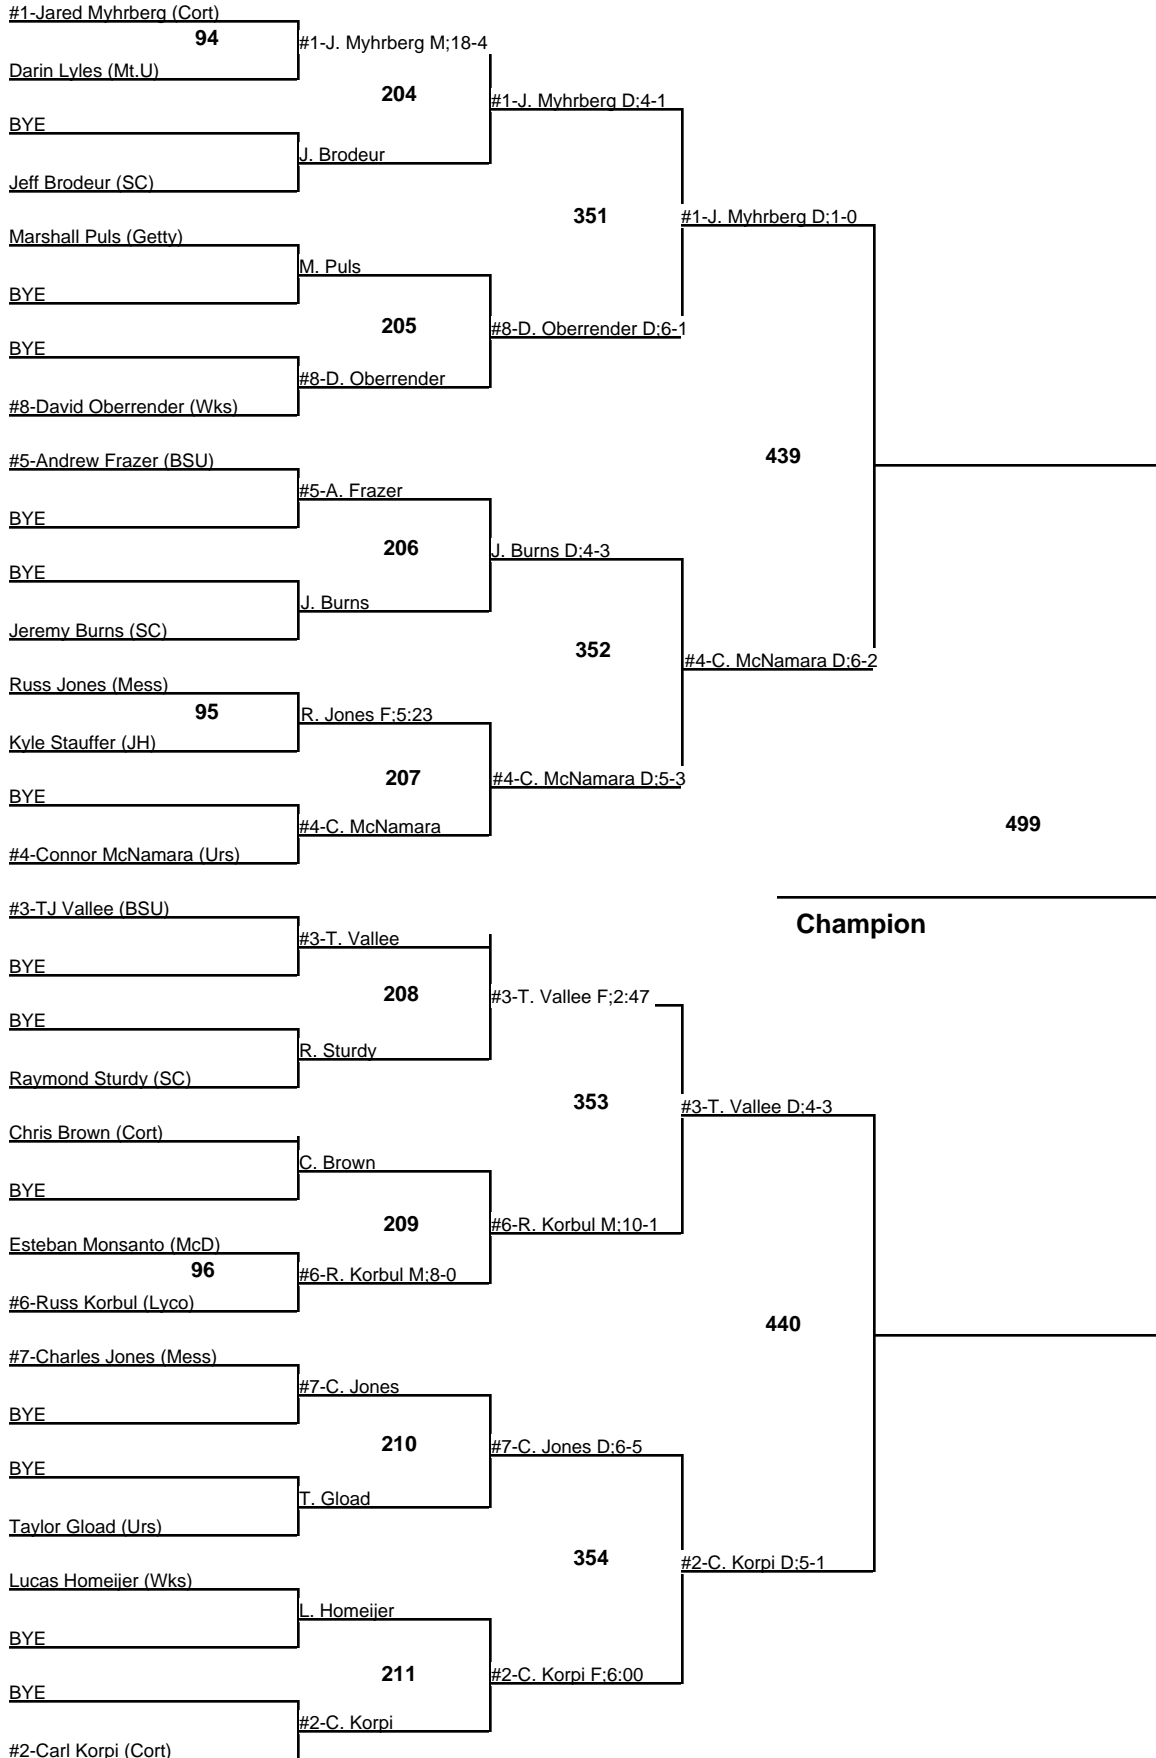 #1-Jared Myhrberg (Cort)
94
#1-J. Myhrberg M;18-4
Darin Lyles (Mt.U)
204
#1-J. Myhrberg D;4-1
BYE
J. Brodeur
Jeff Brodeur (SC)
351
#1-J. Myhrberg D;1-0
Marshall Puls (Getty)
M. Puls
BYE
205
#8-D. Oberrender D;6-1
BYE
#8-D. Oberrender
#8-David Oberrender (Wks)
439
#5-Andrew Frazer (BSU)
#5-A. Frazer
BYE
206
J. Burns D;4-3
BYE
J. Burns
Jeremy Burns (SC)
352
#4-C. McNamara D;6-2
Russ Jones (Mess)
95
R. Jones F;5:23
Kyle Stauffer (JH)
207
#4-C. McNamara D;5-3
BYE
#4-C. McNamara
#4-Connor McNamara (Urs)
499
Champion
#3-TJ Vallee (BSU)
#3-T. Vallee
BYE
208
#3-T. Vallee F;2:47
BYE
R. Sturdy
Raymond Sturdy (SC)
353
#3-T. Vallee D;4-3
Chris Brown (Cort)
C. Brown
BYE
209
#6-R. Korbul M;10-1
Esteban Monsanto (McD)
96
#6-R. Korbul M;8-0
#6-Russ Korbul (Lyco)
440
#7-Charles Jones (Mess)
#7-C. Jones
BYE
210
#7-C. Jones D;6-5
BYE
T. Gload
Taylor Gload (Urs)
354
#2-C. Korpi D;5-1
Lucas Homeijer (Wks)
L. Homeijer
BYE
211
#2-C. Korpi F;6:00
BYE
#2-C. Korpi
#2-Carl Korpi (Cort)